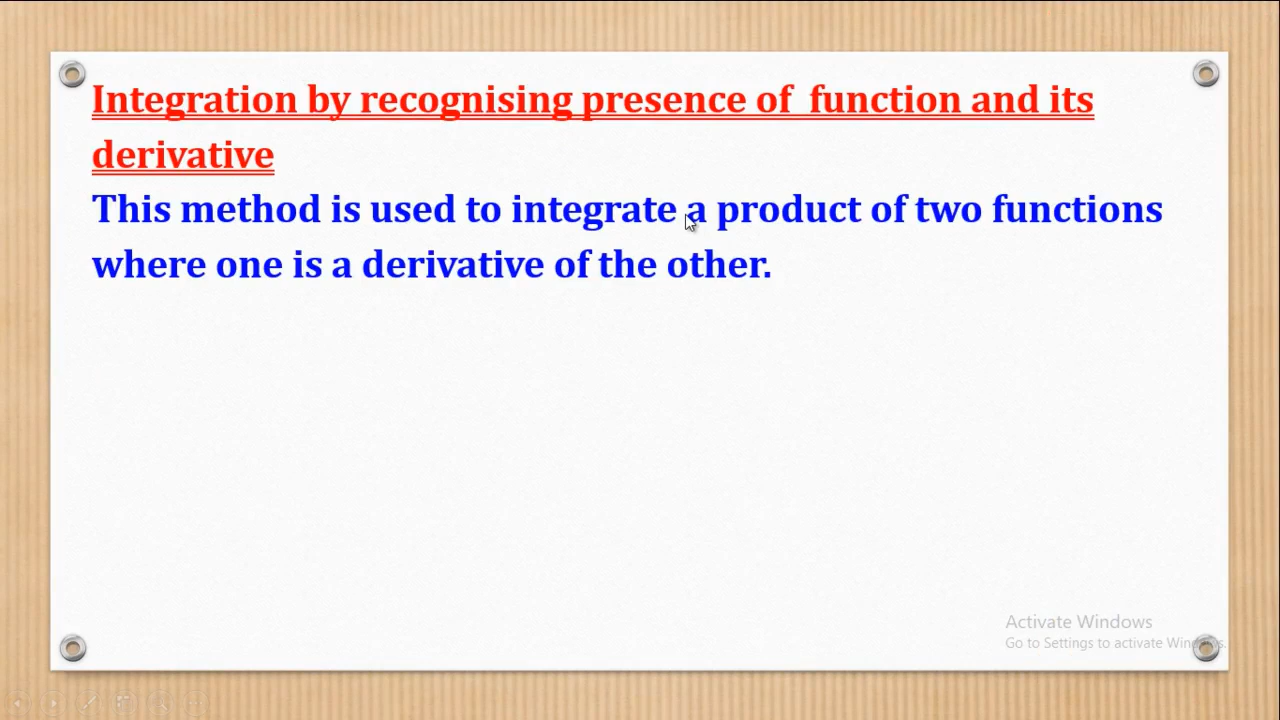 Integration by recognising presence of function and its
derivative
This method is used to integrate a product of two functions
where one is a derivative of the other.
Activate Windows
Go to Settings to activate Windows.